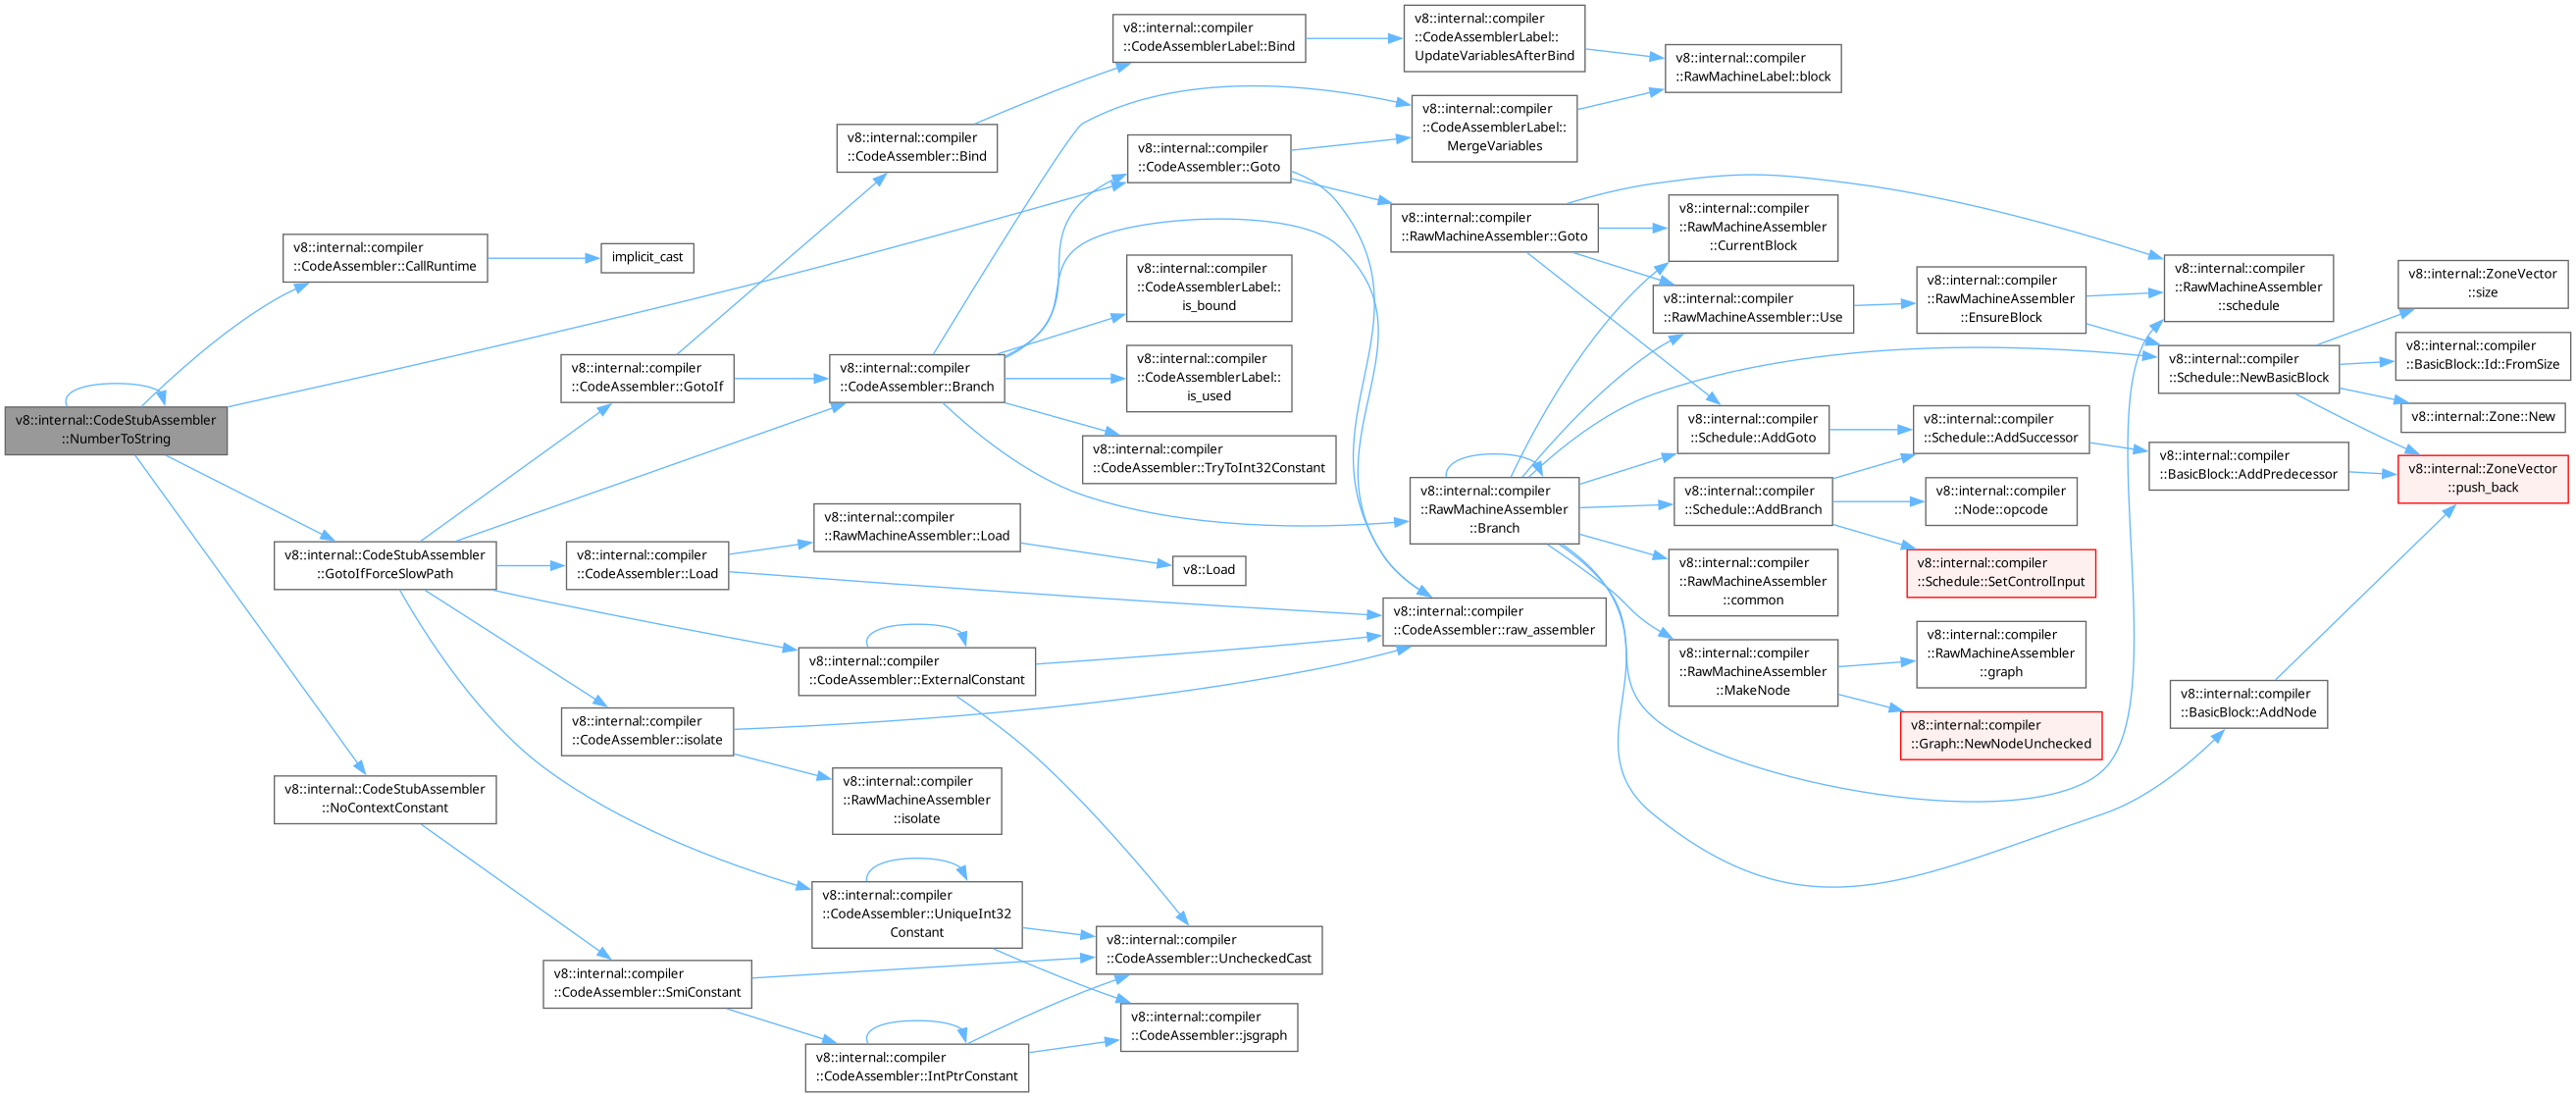 v8::internal::CodeStubAssembler
::NumberToString
v8::internal::compiler
::CodeAssembler::CallRuntime
implicit_cast
v8::internal::CodeStubAssembler
::GotoIfForceSlowPath
v8::internal::CodeStubAssembler
::NoContextConstant
v8::internal::compiler
::CodeAssembler::GotoIf
v8::internal::compiler
::CodeAssembler::Load
v8::internal::compiler
::CodeAssembler::isolate
v8::internal::compiler
::CodeAssembler::SmiConstant
v8::internal::compiler
::CodeAssembler::Bind
v8::internal::compiler
::CodeAssembler::Branch
v8::internal::compiler
::RawMachineAssembler::Load
v8::internal::compiler
::CodeAssembler::ExternalConstant
v8::internal::compiler
::RawMachineAssembler
::isolate
v8::internal::compiler
::CodeAssembler::UniqueInt32
Constant
v8::internal::compiler
::CodeAssembler::IntPtrConstant
v8::internal::compiler
::CodeAssemblerLabel::Bind
v8::internal::compiler
::CodeAssembler::Goto
v8::internal::compiler
::CodeAssemblerLabel::
is_bound
v8::internal::compiler
::CodeAssemblerLabel::
is_used
v8::internal::compiler
::CodeAssembler::TryToInt32Constant
v8::Load
v8::internal::compiler
::CodeAssembler::UncheckedCast
v8::internal::compiler
::CodeAssembler::jsgraph
v8::internal::compiler
::CodeAssemblerLabel::
UpdateVariablesAfterBind
v8::internal::compiler
::CodeAssemblerLabel::
MergeVariables
v8::internal::compiler
::RawMachineAssembler::Goto
v8::internal::compiler
::RawMachineAssembler
::Branch
v8::internal::compiler
::CodeAssembler::raw_assembler
v8::internal::compiler
::RawMachineLabel::block
v8::internal::compiler
::RawMachineAssembler
::CurrentBlock
v8::internal::compiler
::RawMachineAssembler::Use
v8::internal::compiler
::Schedule::AddGoto
v8::internal::compiler
::Schedule::AddBranch
v8::internal::compiler
::RawMachineAssembler
::common
v8::internal::compiler
::RawMachineAssembler
::MakeNode
v8::internal::compiler
::RawMachineAssembler
::EnsureBlock
v8::internal::compiler
::Schedule::AddSuccessor
v8::internal::compiler
::Node::opcode
v8::internal::compiler
::Schedule::SetControlInput
v8::internal::compiler
::RawMachineAssembler
::graph
v8::internal::compiler
::Graph::NewNodeUnchecked
v8::internal::compiler
::RawMachineAssembler
::schedule
v8::internal::compiler
::Schedule::NewBasicBlock
v8::internal::compiler
::BasicBlock::AddPredecessor
v8::internal::compiler
::BasicBlock::AddNode
v8::internal::ZoneVector
::size
v8::internal::compiler
::BasicBlock::Id::FromSize
v8::internal::Zone::New
v8::internal::ZoneVector
::push_back